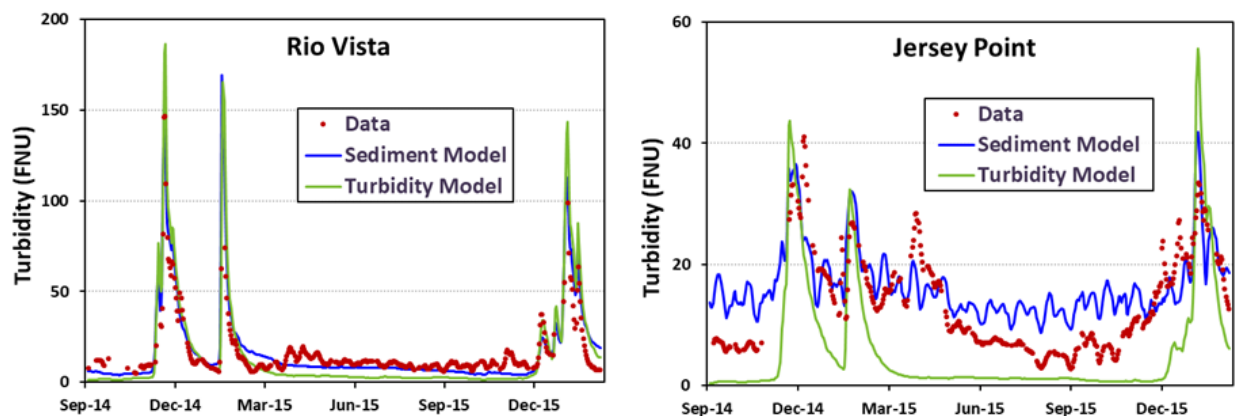 Rio Vista
Turbidity (FNU)
200
150
100
50
0
Data
Sediment Model
Turbidity Model
Sep-14
Dec-14
Mar-15
Jun-15
Sep-15
Dec-15
Jersey Point
Turbidity (FNU)
60
40
20
0
Data
Sediment Model
Turbidity Model
Sep-14
Dec-14
Mar-15
Jun-15
Sep-15
Dec-15